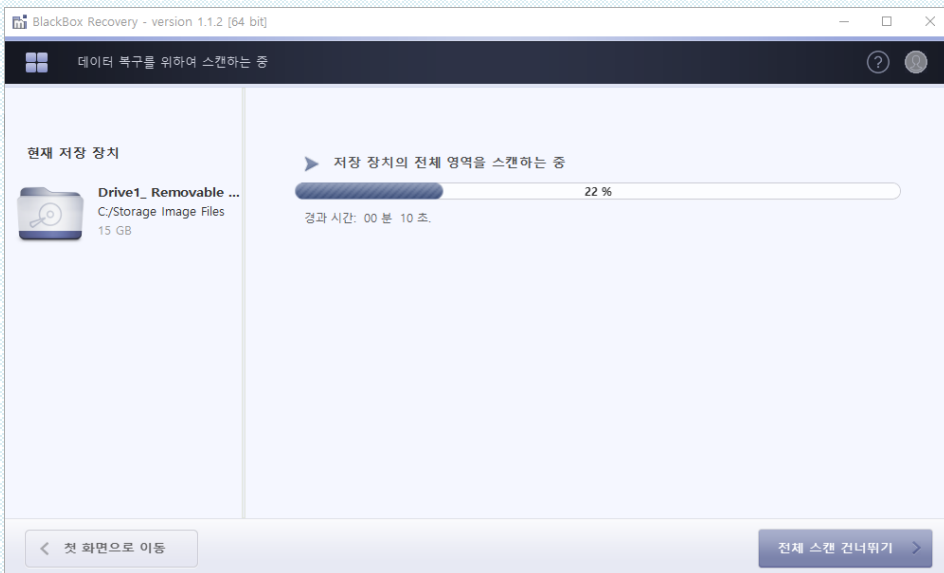 BlackBox Recovery - version 1.1.2 [64 bit]
데이터 복구를 위하여 스캔하는 중
현재 저장 장치
Drive1_ Removable ...
C:/Storage Image Files
15 GB
저장 장치의 전체 영역을 스캔하는 중
22 %
경과 시간: 00 분 10 초.
첫 화면으로 이동
전체 스캔 건너뛰기